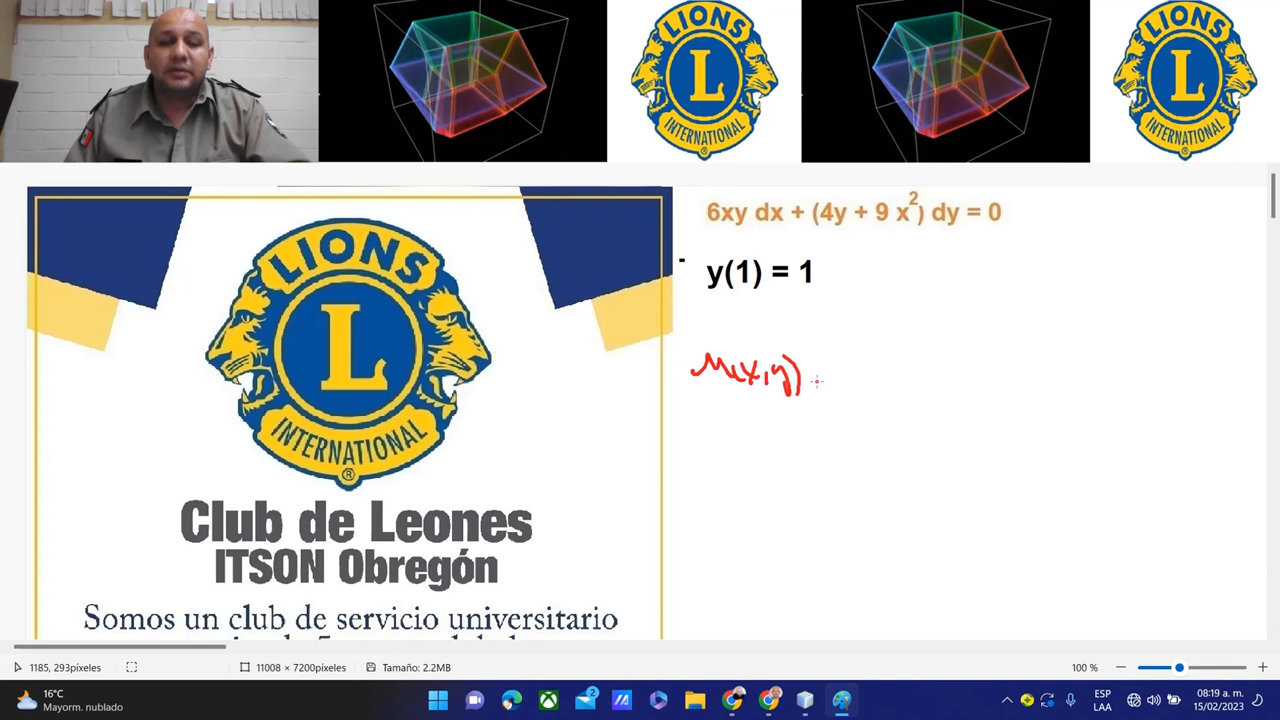 LIONS
L
INTERNATIONAL
®
LIONS
L
INTERNATIONAL
®
6xy dx + (4y + 9 x²) dy = 0
y(1) = 1
M(x,y)
LIONS
L
INTERNATIONAL
®
Club de Leones
ITSON Obregón
Somos un club de servicio universitario
1185, 293píxeles
11008 × 7200píxeles
Tamaño: 2.2MB
100 %
16°C
Mayorm. nublado
2
ESP
LAA
08:19 a. m.
15/02/2023